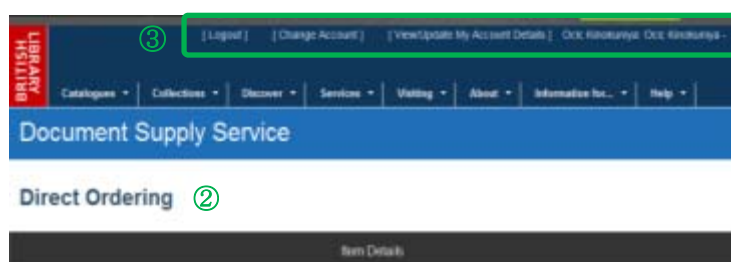 ③ [ Logout ] [ Change Account ] [ View/Update My Account Details ]
BRITISH
LIBRARY
Catalogues Collections Discover Services Visiting About Information for... Help
Document Supply Service
Direct Ordering ②
Item Details